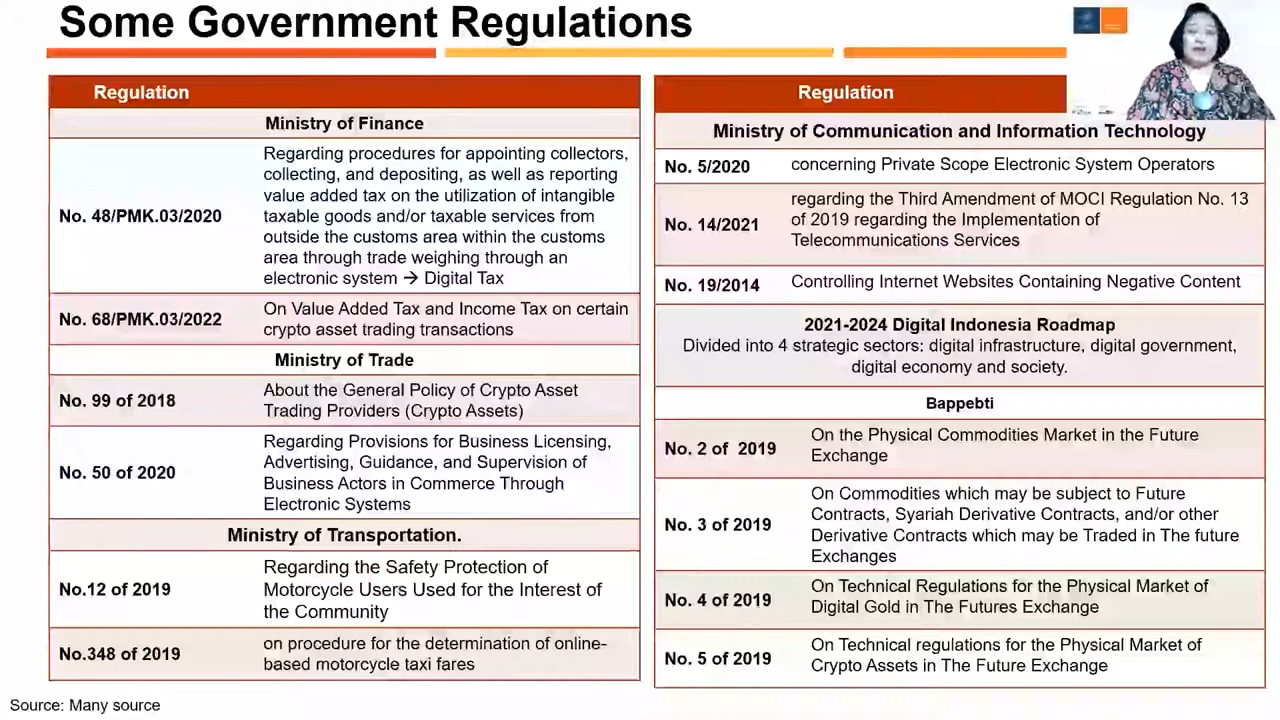 Some Government Regulations
Regulation
Ministry of Finance
No. 48/PMK.03/2020
Regarding procedures for appointing collectors,
collecting, and depositing, as well as reporting
value added tax on the utilization of intangible
taxable goods and/or taxable services from
outside the customs area within the customs
area through trade weighing through an
electronic system → Digital Tax
No. 68/PMK.03/2022
On Value Added Tax and Income Tax on certain
crypto asset trading transactions
Ministry of Trade
No. 99 of 2018
About the General Policy of Crypto Asset
Trading Providers (Crypto Assets)
No. 50 of 2020
Regarding Provisions for Business Licensing,
Advertising, Guidance, and Supervision of
Business Actors in Commerce Through
Electronic Systems
Ministry of Transportation.
No.12 of 2019
Regarding the Safety Protection of
Motorcycle Users Used for the Interest of
the Community
No.348 of 2019
on procedure for the determination of online-
based motorcycle taxi fares
Regulation
Ministry of Communication and Information Technology
No. 5/2020
concerning Private Scope Electronic System Operators
No. 14/2021
regarding the Third Amendment of MOCI Regulation No. 13
of 2019 regarding the Implementation of
Telecommunications Services
No. 19/2014
Controlling Internet Websites Containing Negative Content
2021-2024 Digital Indonesia Roadmap
Divided into 4 strategic sectors: digital infrastructure, digital government,
digital economy and society.
Bappebti
No. 2 of 2019
On the Physical Commodities Market in the Future
Exchange
No. 3 of 2019
On Commodities which may be subject to Future
Contracts, Syariah Derivative Contracts, and/or other
Derivative Contracts which may be Traded in The future
Exchanges
No. 4 of 2019
On Technical Regulations for the Physical Market of
Digital Gold in The Futures Exchange
No. 5 of 2019
On Technical regulations for the Physical Market of
Crypto Assets in The Future Exchange
Source: Many source